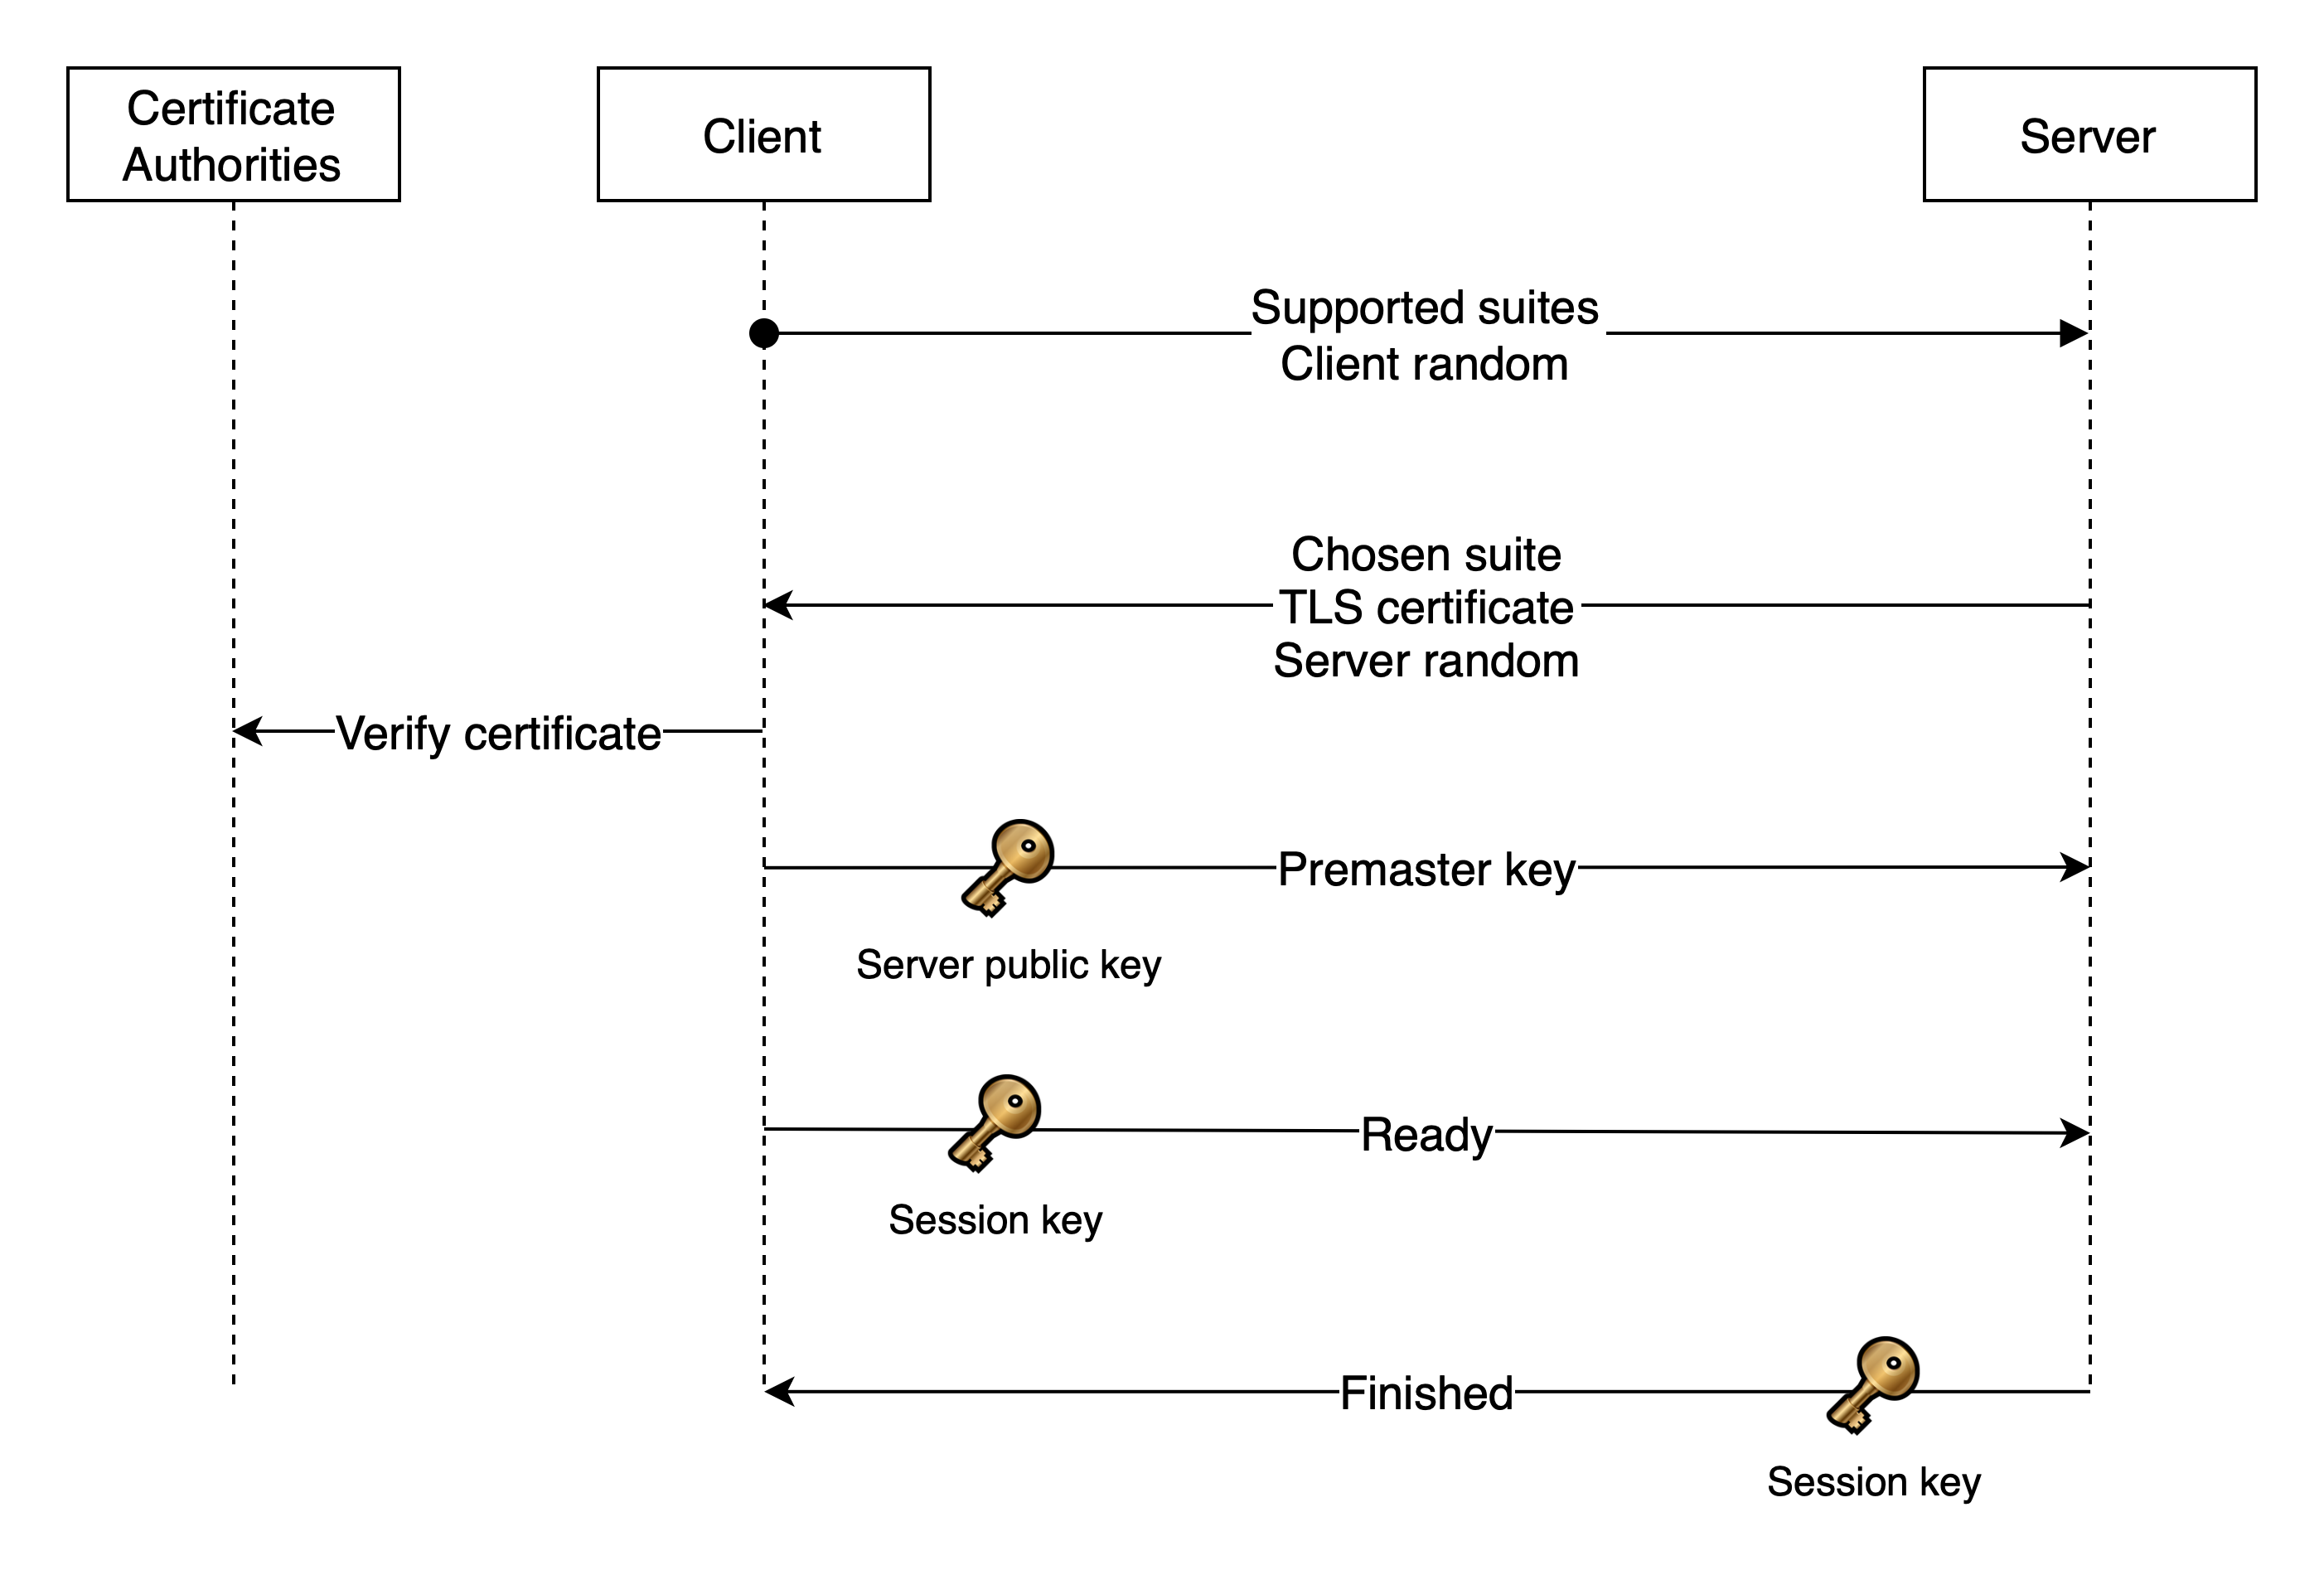 Certificate
Authorities
Client
Server
Supported suites
Client random
Chosen suite
TLS certificate
Server random
Verify certificate
Premaster key
Server public key
Ready
Session key
Finished
Session key